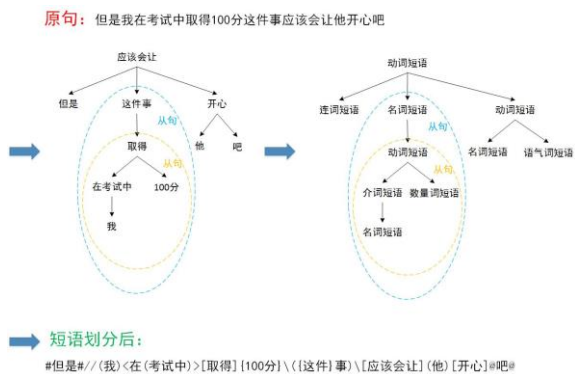 原句：但是我在考试中取得100分这件事应该会让他开心吧
应该会让 动词短语
但是 这件事 开心 连词短语 名词短语 动词短语
从句 从句
取得 他 吧 动词短语 名词短语 语气词短语
从句 从句
在考试中 100分 介词短语 数量词短语
我 名词短语
短语划分后：
#但是#//(我)<在(考试中)>[取得]{100分}\({这件}事)\[应该会让](他)[开心]@吧@